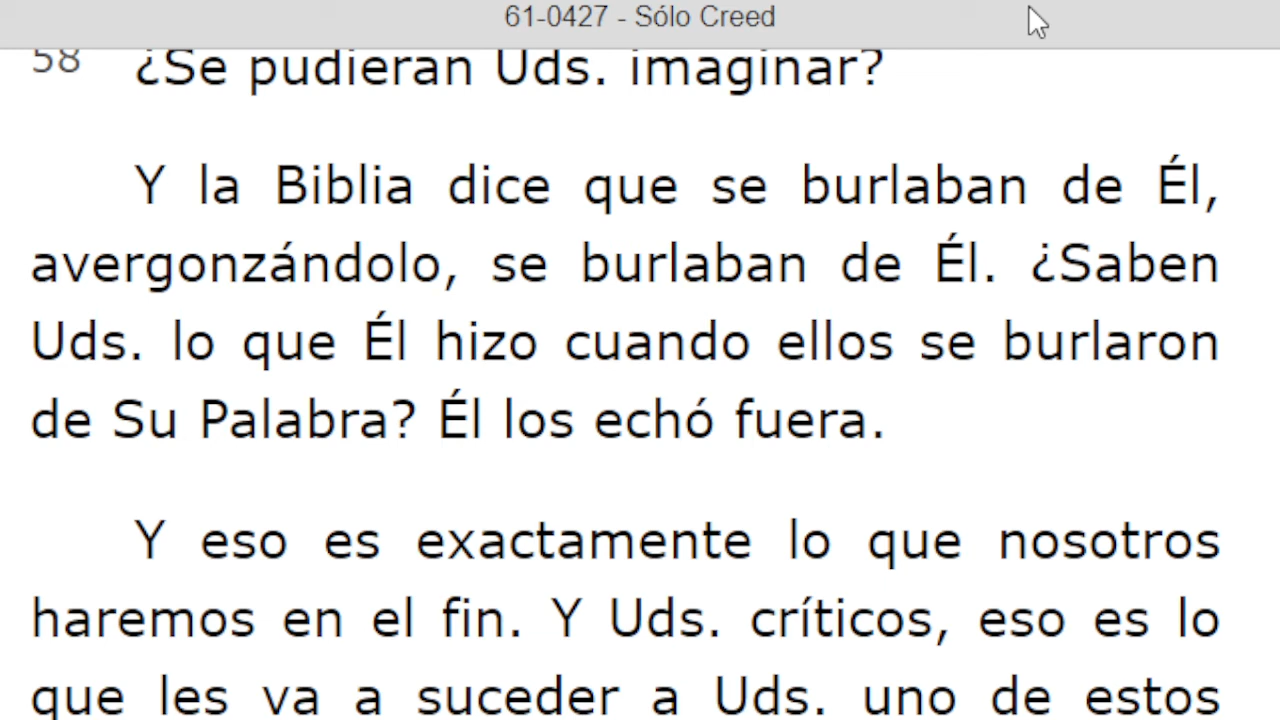 61-0427 - Sólo Creed
58 ¿Se pudieran Uds. imaginar?
Y la Biblia dice que se burlaban de Él,
avergonzándolo, se burlaban de Él. ¿Saben
Uds. lo que Él hizo cuando ellos se burlaron
de Su Palabra? Él los echó fuera.
Y eso es exactamente lo que nosotros
haremos en el fin. Y Uds. críticos, eso es lo
que les va a suceder a Uds. uno de estos